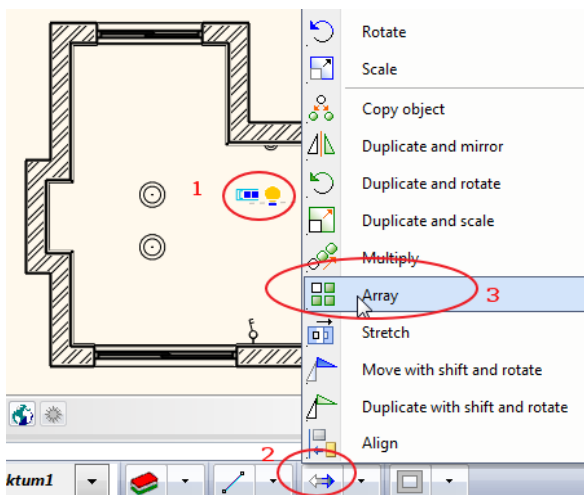 Rotate
Scale
Copy object
Duplicate and mirror
Duplicate and rotate
Duplicate and scale
Multiply
Array
Stretch
Move with shift and rotate
Duplicate with shift and rotate
Align
1
3
2
ktum1